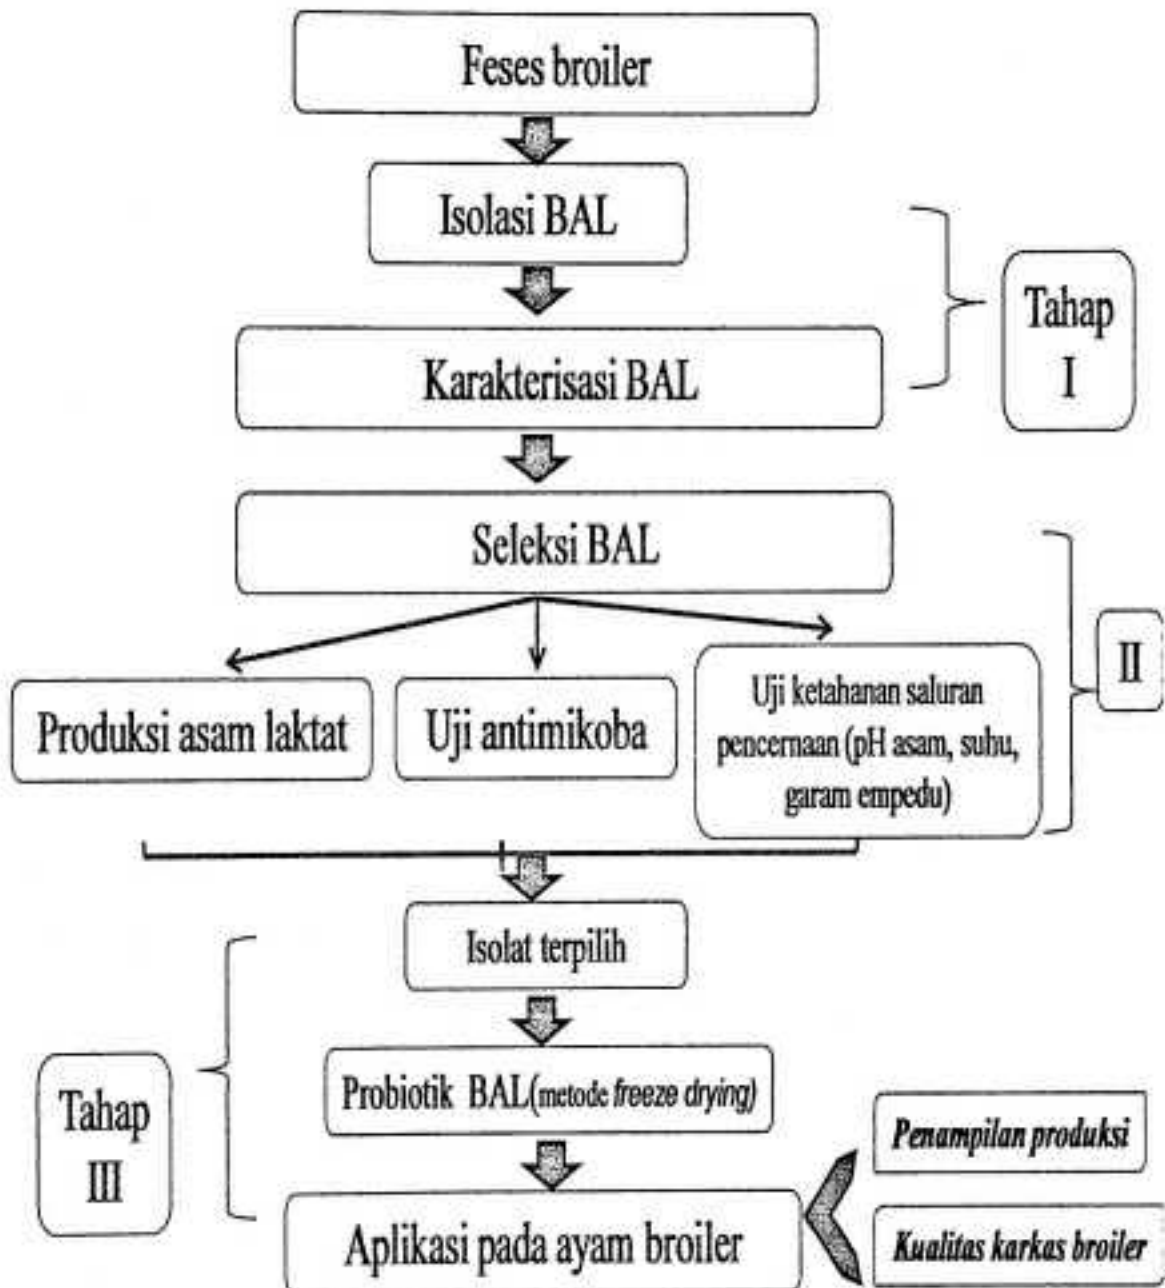 Feses broiler
Isolasi BAL
Karakterisasi BAL
Tahap
I
Seleksi BAL
II
Produksi asam laktat
Uji antimikoba
Uji ketahanan saluran
pencernaan (pH asam, suhu,
garam empedu)
Isolat terpilih
Probiotik BAL(metode freeze drying)
Tahap
III
Aplikasi pada ayam broiler
Penampilan produksi
Kualitas karkas broiler